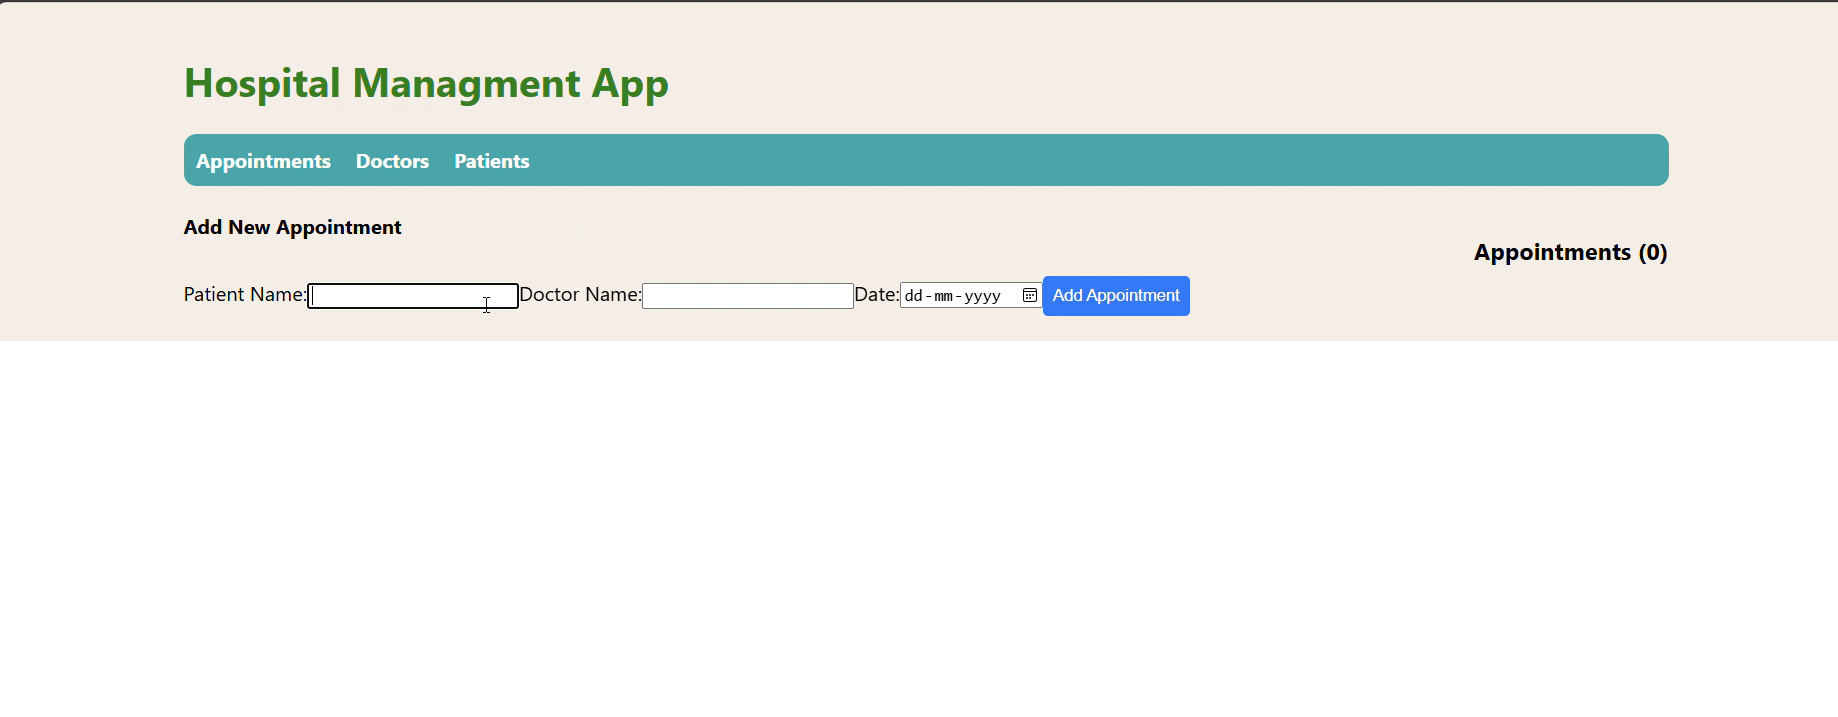 Hospital Managment App
Appointments Doctors Patients
Add New Appointment
Appointments (0)
Patient Name: Doctor Name: Date: dd-mm-yyyy Add Appointment